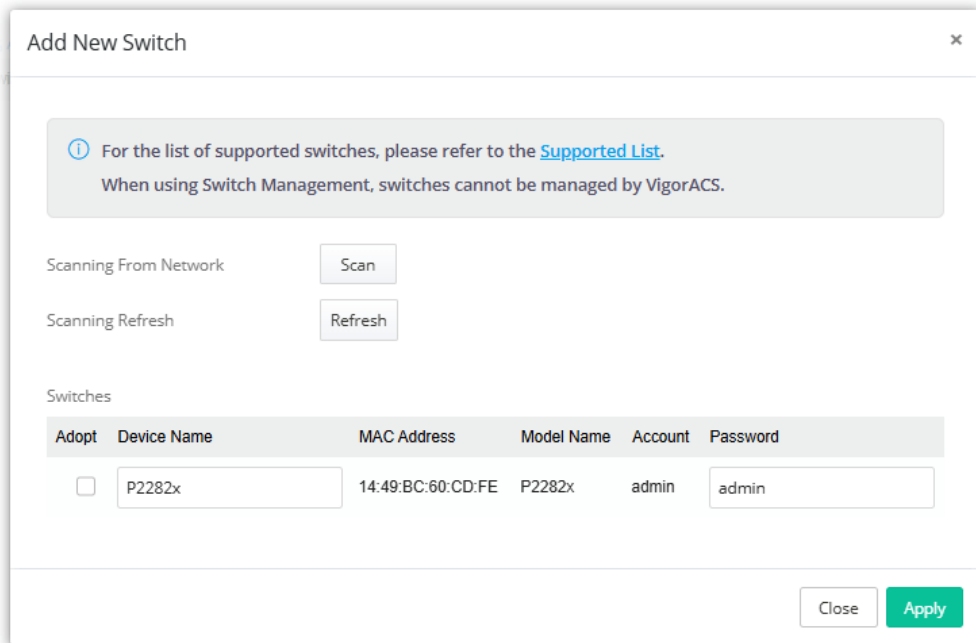 Add New Switch ×
For the list of supported switches, please refer to the Supported List.
When using Switch Management, switches cannot be managed by VigorACS.
Scanning From Network Scan
Scanning Refresh Refresh
Switches
Adopt Device Name MAC Address Model Name Account Password
P2282x 14:49:BC:60:CD:FE P2282x admin admin
Close Apply